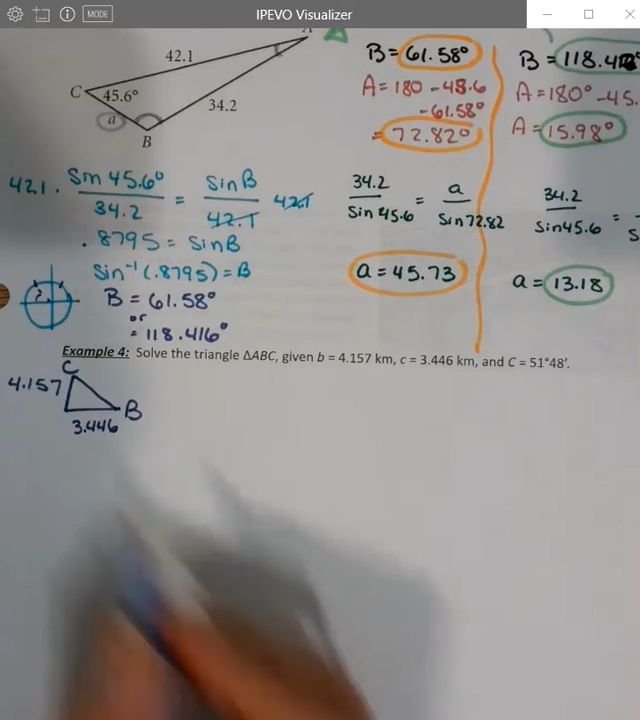 IPEVO Visualizer
MODE
42.1
C
45.6°
34.2
a
B
B = 61.58°
A = 180 - 45.6
- 61.58°
= 72.82°
B = 118.4
A = 180° - 45.
A = 15.98°
42.1 · Sin 45.6° / 34.2 = Sin B / 42.1 · 42.1
.8795 = Sin B
Sin⁻¹ (.8795) = B
B = 61.58°
or
= 118.416°
34.2 / Sin 45.6 = a / Sin 72.82
34.2 / Sin 45.6 =
a = 45.73
a = 13.18
Example 4: Solve the triangle ΔABC, given b = 4.157 km, c = 3.446 km, and C = 51°48′.
C
4.157
B
3.446